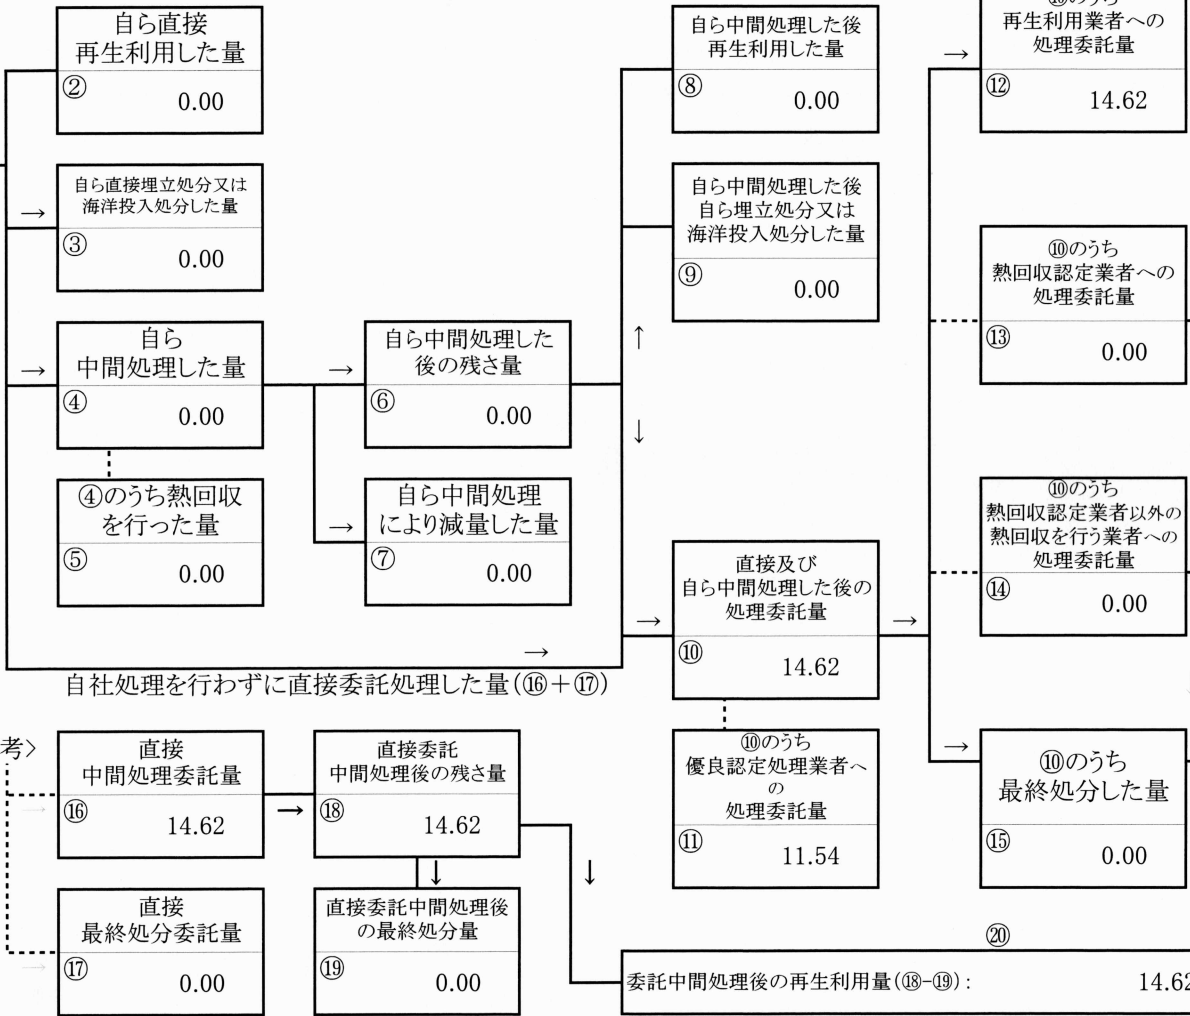 自ら直接
再生利用した量
②
0.00
自ら直接埋立処分又は
海洋投入処分した量
→
③
0.00
自ら
中間処理した量
→
④
0.00
④のうち熱回収
を行った量
⑤
0.00
自ら中間処理した
後の残さ量
→
⑥
0.00
自ら中間処理
により減量した量
→
⑦
0.00
自ら中間処理した後
再生利用した量
⑧
0.00
自ら中間処理した後
自ら埋立処分又は
海洋投入処分した量
⑨
0.00
↑
↓
直接及び
自ら中間処理した後の
処理委託量
→
⑩
14.62
⑩のうち
優良認定処理業者へ
の
処理委託量
⑪
11.54
再生利用業者への
処理委託量
→
⑫
14.62
⑩のうち
熱回収認定業者への
処理委託量
⑬
0.00
⑩のうち
熱回収認定業者以外の
熱回収を行う業者への
処理委託量
→
⑭
0.00
⑩のうち
最終処分した量
→
⑮
0.00
→
自社処理を行わずに直接委託処理した量(⑯+⑰)
考>
直接
中間処理委託量
→
⑯
14.62
直接委託
中間処理後の残さ量
→
⑱
14.62
直接
最終処分委託量
→
⑰
0.00
↓
直接委託中間処理後
の最終処分量
⑲
0.00
↓
⑳
委託中間処理後の再生利用量(⑱-⑲):
14.62